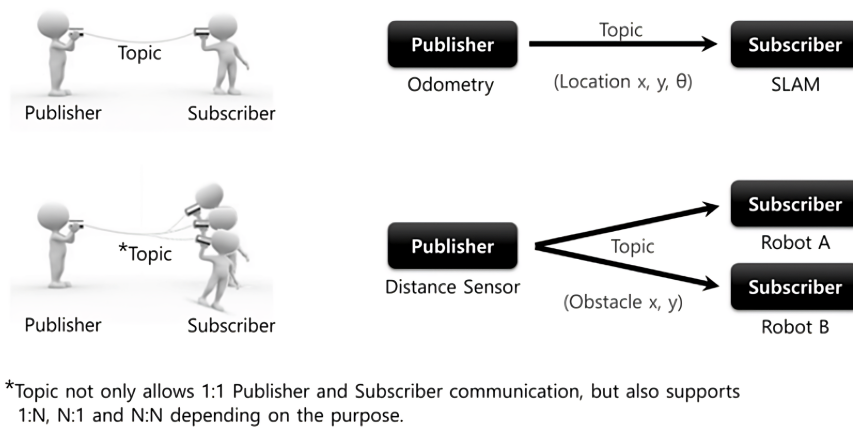 Topic
Publisher
Subscriber
Publisher
Topic
Subscriber
Odometry
(Location x, y, θ)
SLAM
*Topic
Publisher
Subscriber
Publisher
Distance Sensor
Topic
(Obstacle x, y)
Subscriber
Robot A
Subscriber
Robot B
*Topic not only allows 1:1 Publisher and Subscriber communication, but also supports
1:N, N:1 and N:N depending on the purpose.